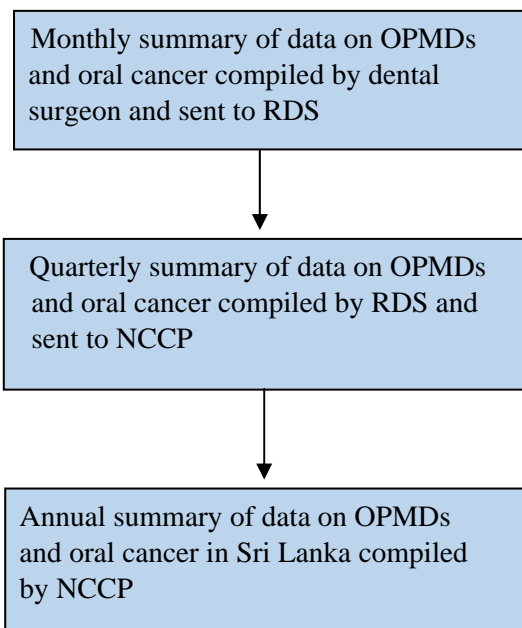 Monthly summary of data on OPMDs
and oral cancer compiled by dental
surgeon and sent to RDS
Quarterly summary of data on OPMDs
and oral cancer compiled by RDS and
sent to NCCP
Annual summary of data on OPMDs
and oral cancer in Sri Lanka compiled
by NCCP